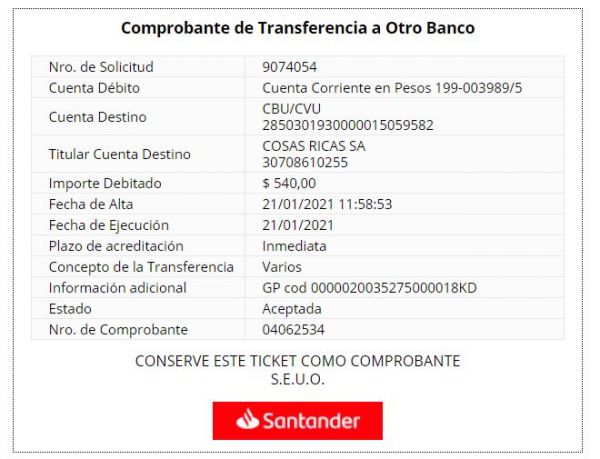 Comprobante de Transferencia a Otro Banco
Nro. de Solicitud 9074054
Cuenta Débito Cuenta Corriente en Pesos 199-003989/5
Cuenta Destino CBU/CVU
2850301930000015059582
Titular Cuenta Destino COSAS RICAS SA
30708610255
Importe Debitado $ 540,00
Fecha de Alta 21/01/2021 11:58:53
Fecha de Ejecución 21/01/2021
Plazo de acreditación Inmediata
Concepto de la Transferencia Varios
Información adicional GP cod 0000020035275000018KD
Estado Aceptada
Nro. de Comprobante 04062534
CONSERVE ESTE TICKET COMO COMPROBANTE
S.E.U.O.
Santander